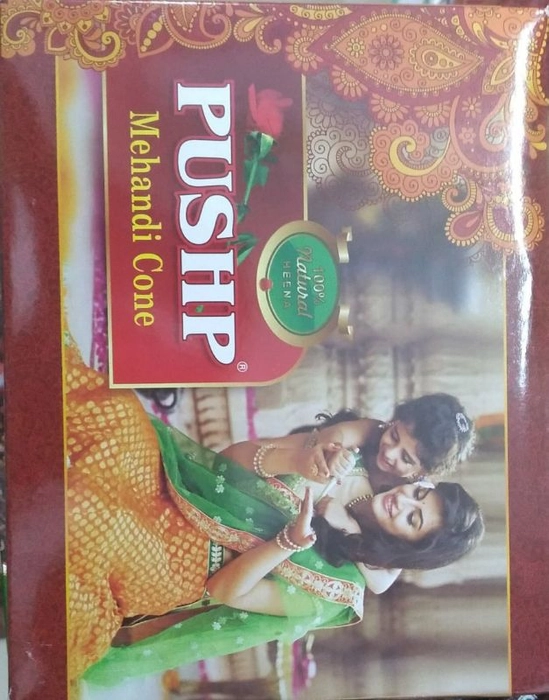 PUSHP®
Mehandi Cone
100%
Natural
HEENA